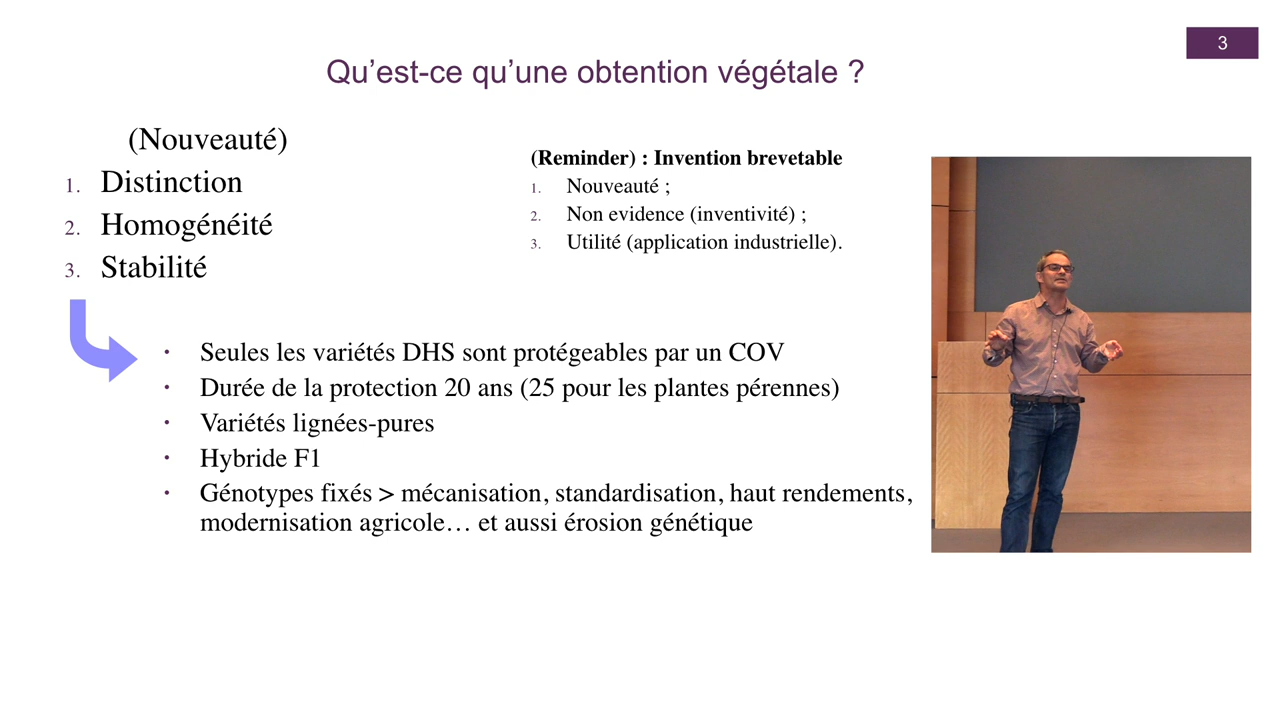 3
Qu’est-ce qu’une obtention végétale ?
(Nouveauté)
1. Distinction
2. Homogénéité
3. Stabilité
(Reminder) : Invention brevetable
1. Nouveauté ;
2. Non evidence (inventivité) ;
3. Utilité (application industrielle).
• Seules les variétés DHS sont protégeables par un COV
• Durée de la protection 20 ans (25 pour les plantes pérennes)
• Variétés lignées-pures
• Hybride F1
• Génotypes fixés > mécanisation, standardisation, haut rendements,
modernisation agricole… et aussi érosion génétique